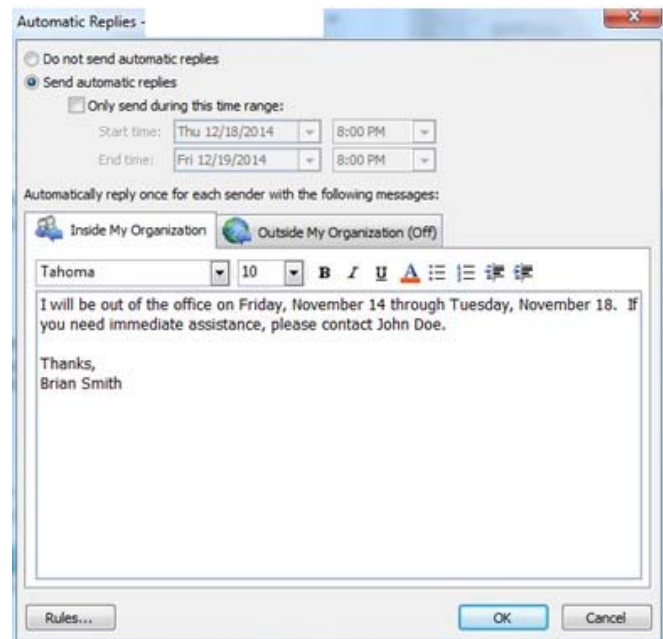 Automatic Replies -
Do not send automatic replies
Send automatic replies
Only send during this time range:
Start time: Thu 12/18/2014 8:00 PM
End time: Fri 12/19/2014 8:00 PM
Automatically reply once for each sender with the following messages:
Inside My Organization Outside My Organization (Off)
Tahoma 10 B I U A
I will be out of the office on Friday, November 14 through Tuesday, November 18. If
you need immediate assistance, please contact John Doe.
Thanks,
Brian Smith
Rules... OK Cancel